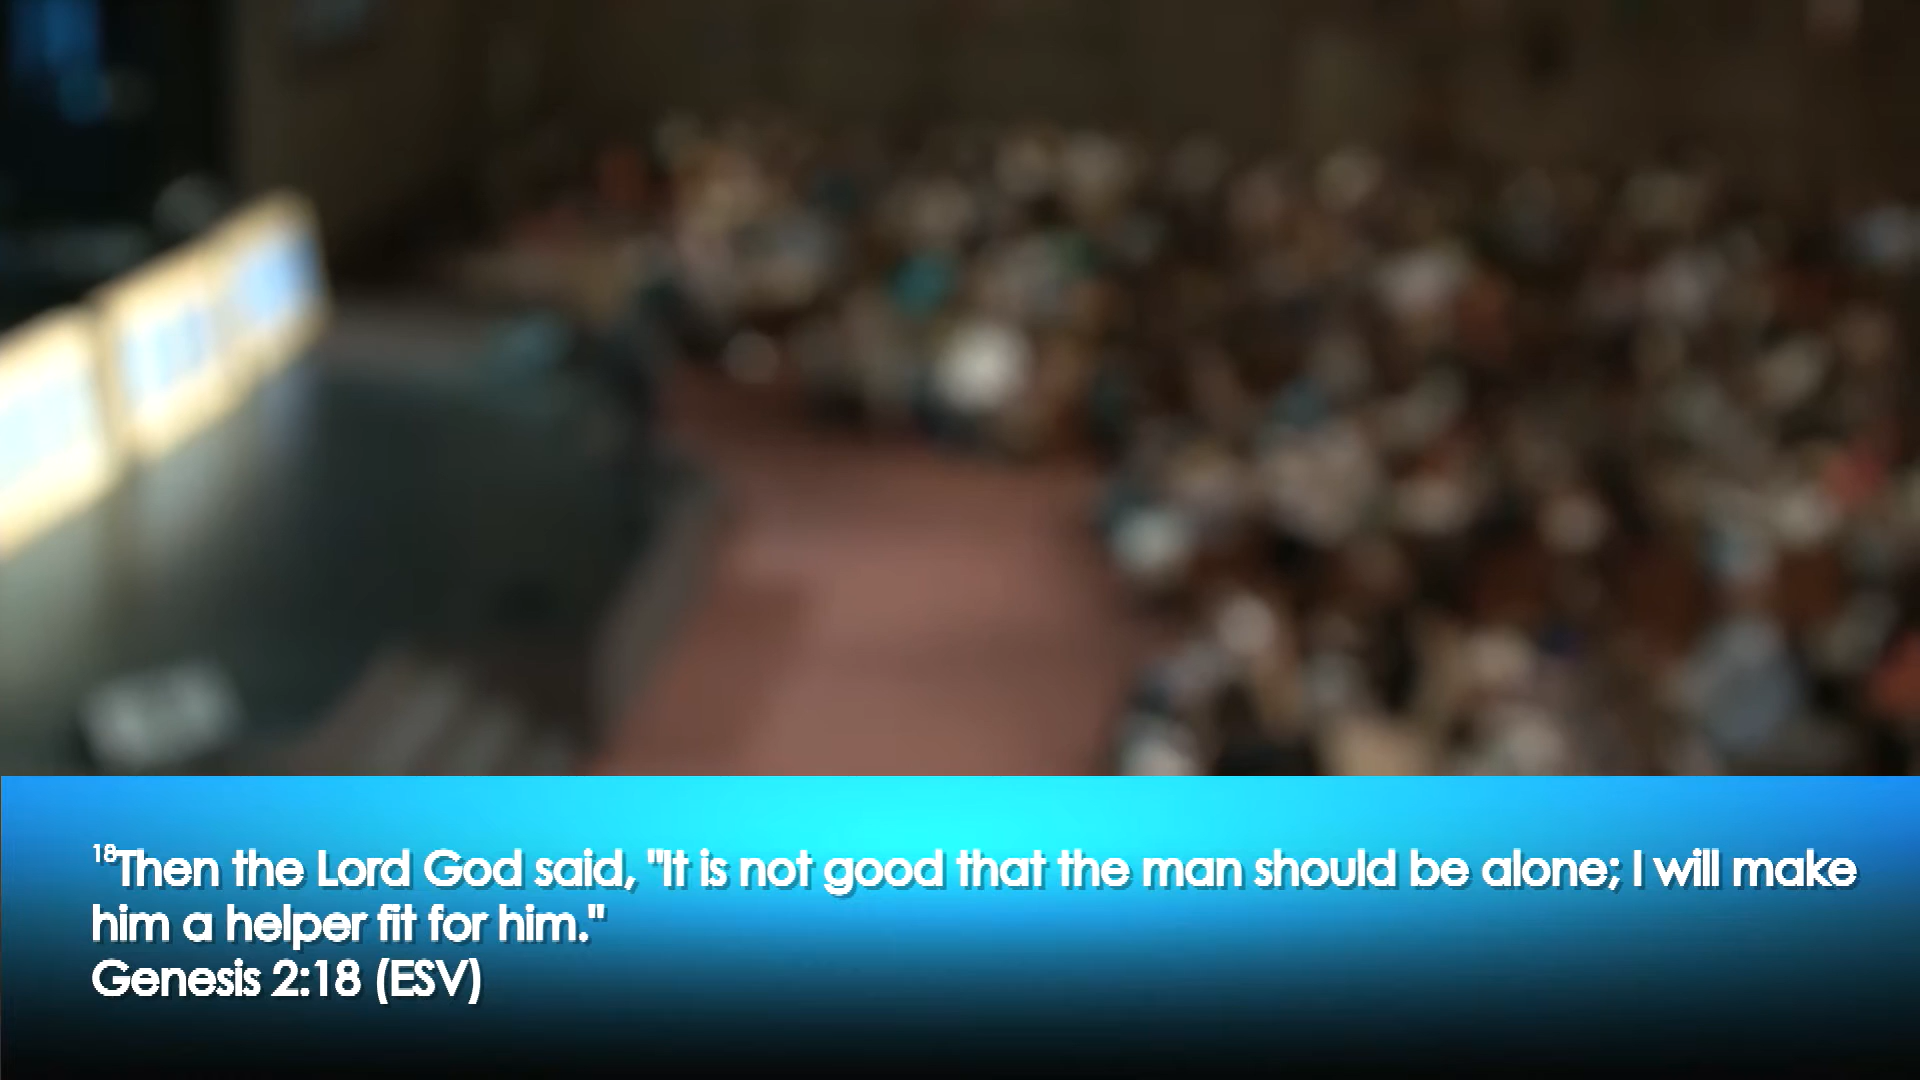 18Then the Lord God said, "It is not good that the man should be alone; I will make
him a helper fit for him."
Genesis 2:18 (ESV)